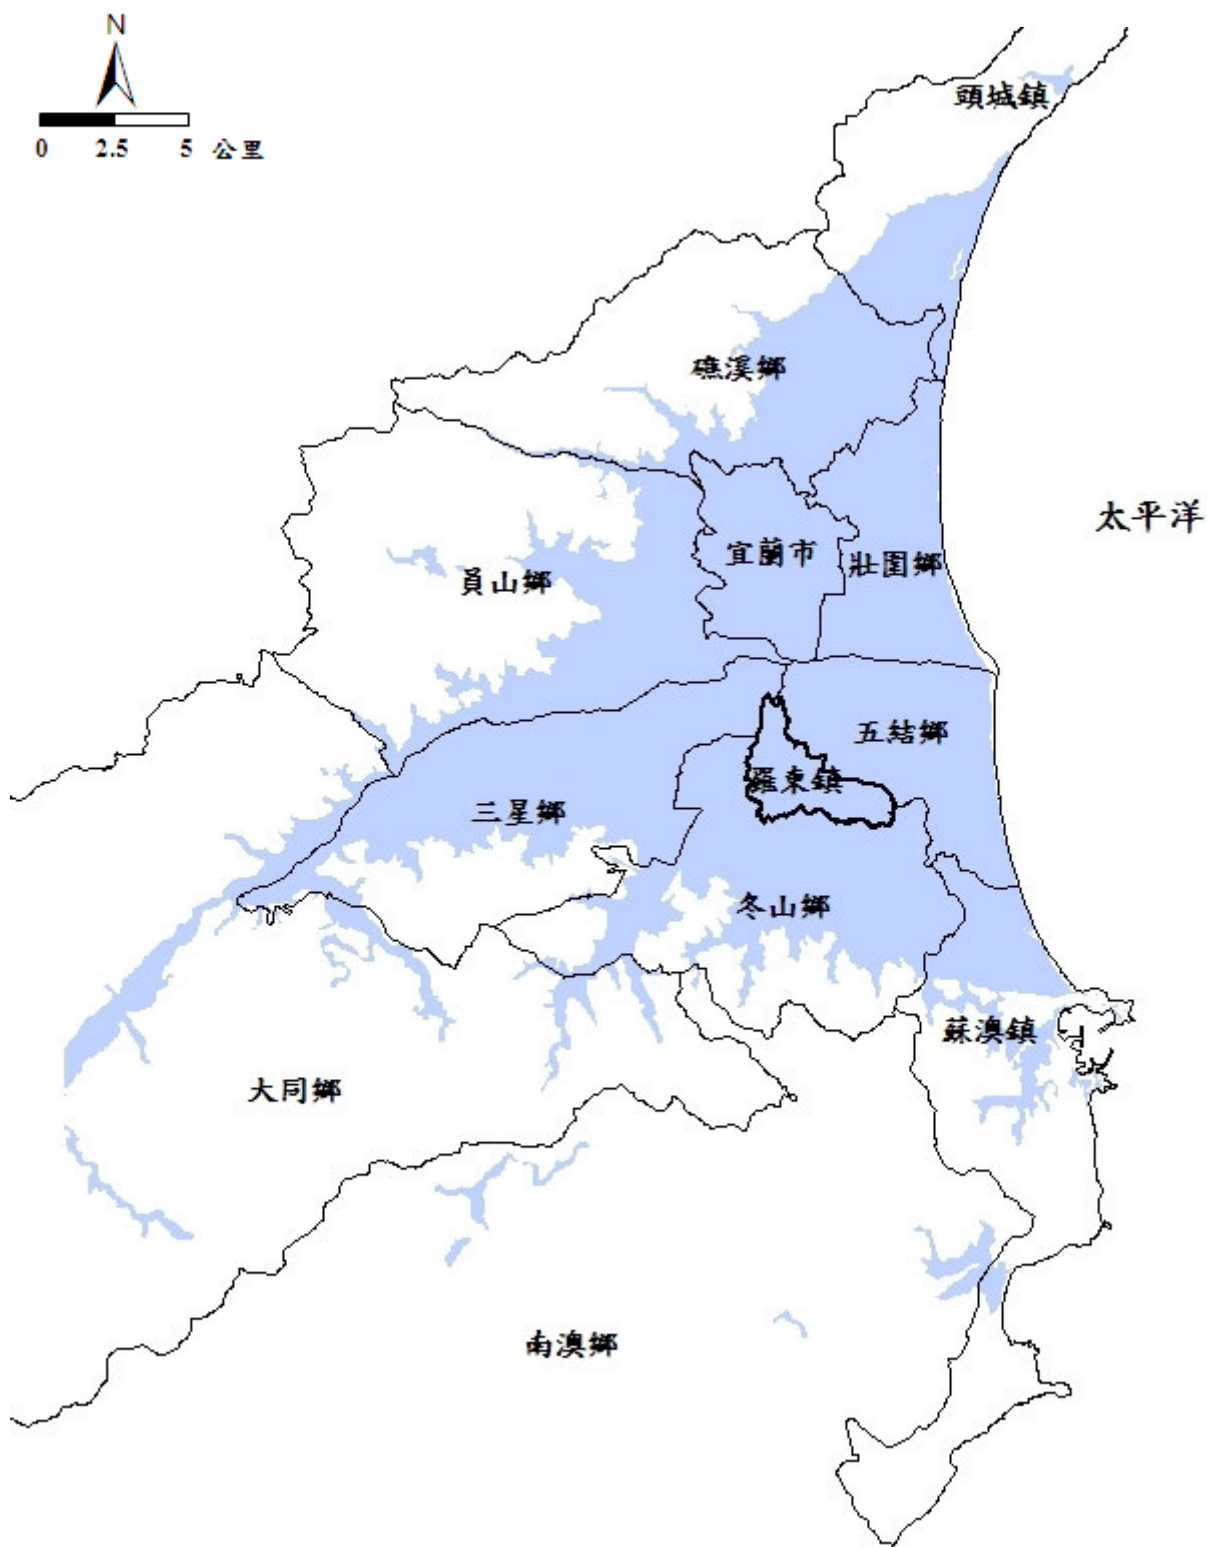 N
0 2.5 5 公里
頭城鎮
礁溪鄉
太平洋
宜蘭市
壯圍鄉
員山鄉
五結鄉
羅東鎮
三星鄉
冬山鄉
蘇澳鎮
大同鄉
南澳鄉